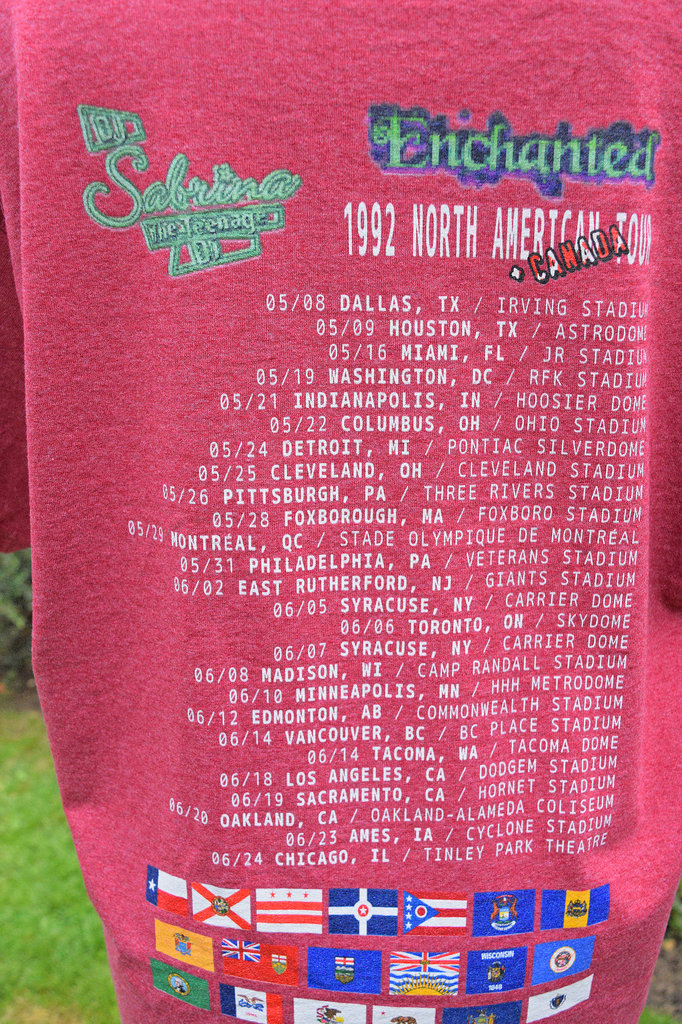 DJ
Sabrina
The Teenage
DJ
Enchanted
1992 NORTH AMERICAN TOUR
+ CANADA
05/08 DALLAS, TX / IRVING STADIUM
05/09 HOUSTON, TX / ASTRODOME
05/16 MIAMI, FL / JR STADIUM
05/19 WASHINGTON, DC / RFK STADIUM
05/21 INDIANAPOLIS, IN / HOOSIER DOME
05/22 COLUMBUS, OH / OHIO STADIUM
05/24 DETROIT, MI / PONTIAC SILVERDOME
05/25 CLEVELAND, OH / CLEVELAND STADIUM
05/26 PITTSBURGH, PA / THREE RIVERS STADIUM
05/28 FOXBOROUGH, MA / FOXBORO STADIUM
05/29 MONTRÉAL, QC / STADE OLYMPIQUE DE MONTRÉAL
05/31 PHILADELPHIA, PA / VETERANS STADIUM
06/02 EAST RUTHERFORD, NJ / GIANTS STADIUM
06/05 SYRACUSE, NY / CARRIER DOME
06/06 TORONTO, ON / SKYDOME
06/07 SYRACUSE, NY / CARRIER DOME
06/08 MADISON, WI / CAMP RANDALL STADIUM
06/10 MINNEAPOLIS, MN / HHH METRODOME
06/12 EDMONTON, AB / COMMONWEALTH STADIUM
06/14 VANCOUVER, BC / BC PLACE STADIUM
06/14 TACOMA, WA / TACOMA DOME
06/18 LOS ANGELES, CA / DODGEM STADIUM
06/19 SACRAMENTO, CA / HORNET STADIUM
06/20 OAKLAND, CA / OAKLAND-ALAMEDA COLISEUM
06/23 AMES, IA / CYCLONE STADIUM
06/24 CHICAGO, IL / TINLEY PARK THEATRE
WISCONSIN
1848